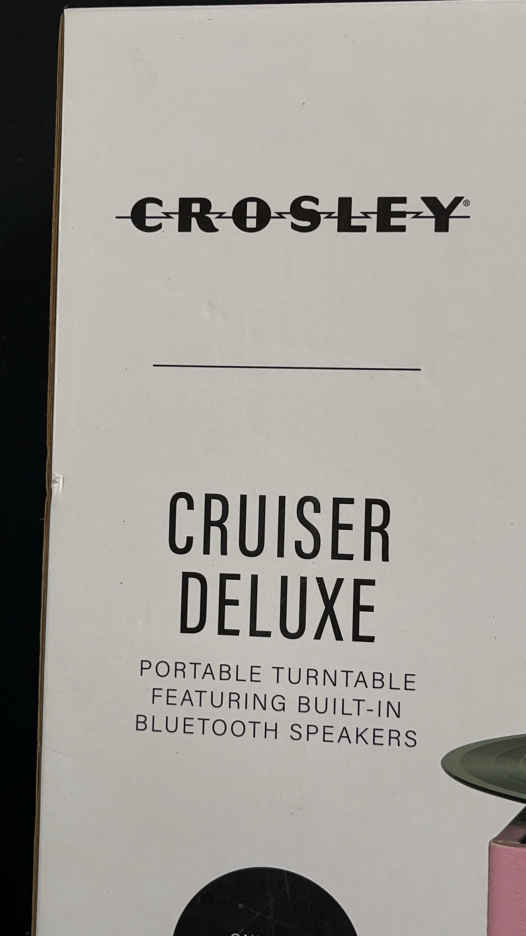 CROSLEY®
CRUISER
DELUXE
PORTABLE TURNTABLE
FEATURING BUILT-IN
BLUETOOTH SPEAKERS